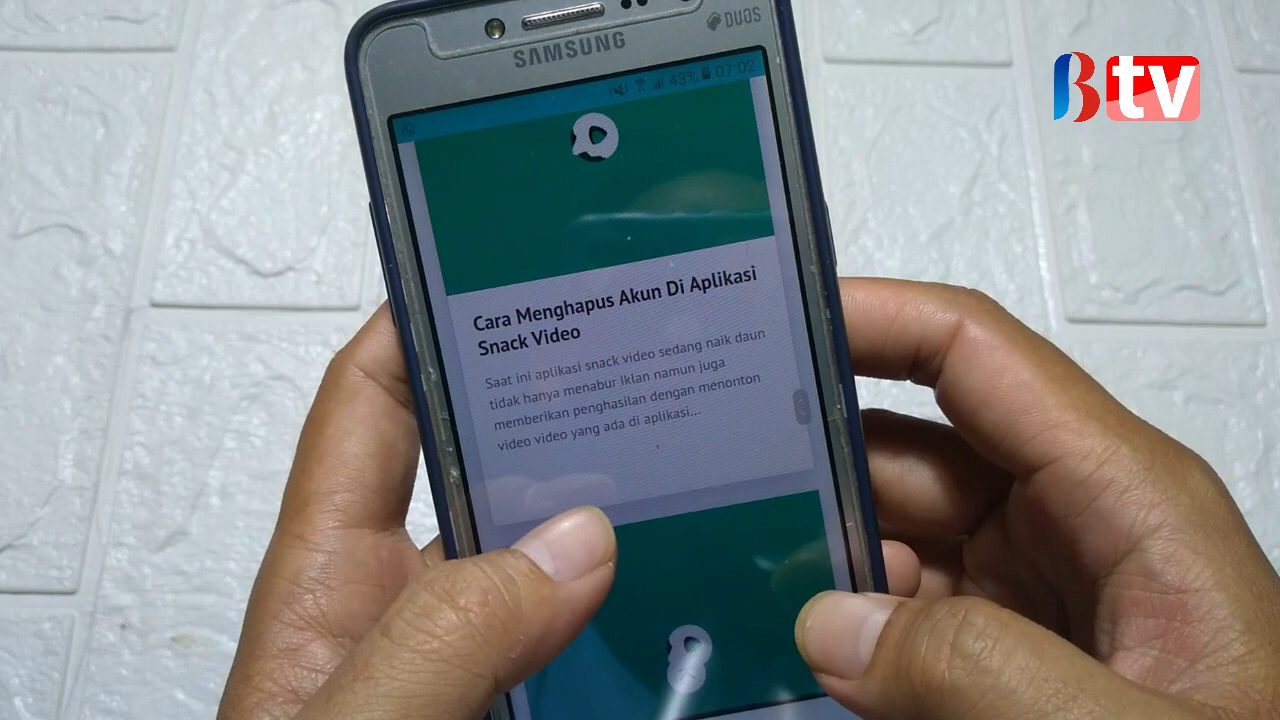 DUOS
SAMSUNG
43% 07:02
Btv
Cara Menghapus Akun Di Aplikasi
Snack Video
Saat ini aplikasi snack video sedang naik daun
tidak hanya menabur iklan namun juga
memberikan penghasilan dengan menonton
video video yang ada di aplikasi...